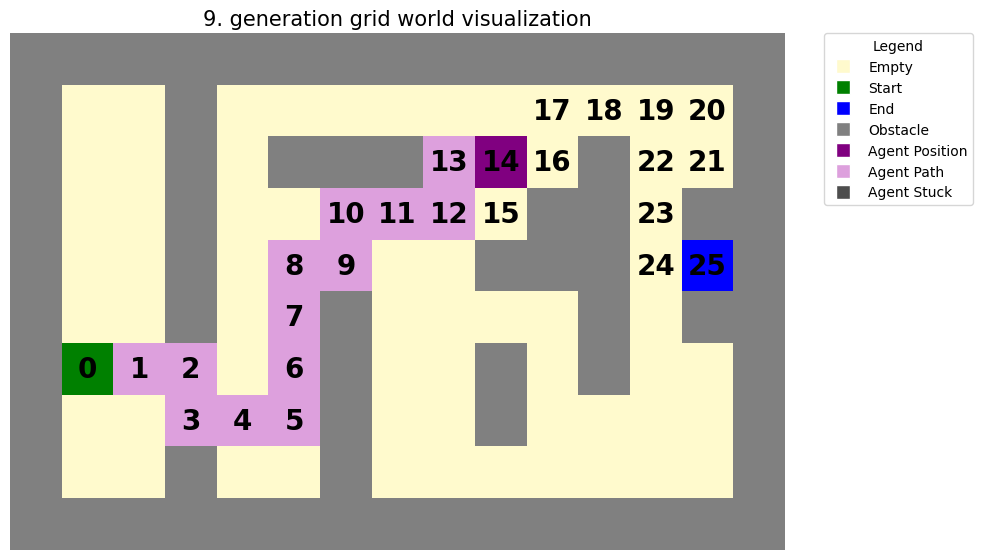 9. generation grid world visualization
17 18 19 20
13 14 16 22 21
10 11 12 15 23
8 9 24 25
7
0 1 2 6
3 4 5
Legend
Empty
Start
End
Obstacle
Agent Position
Agent Path
Agent Stuck